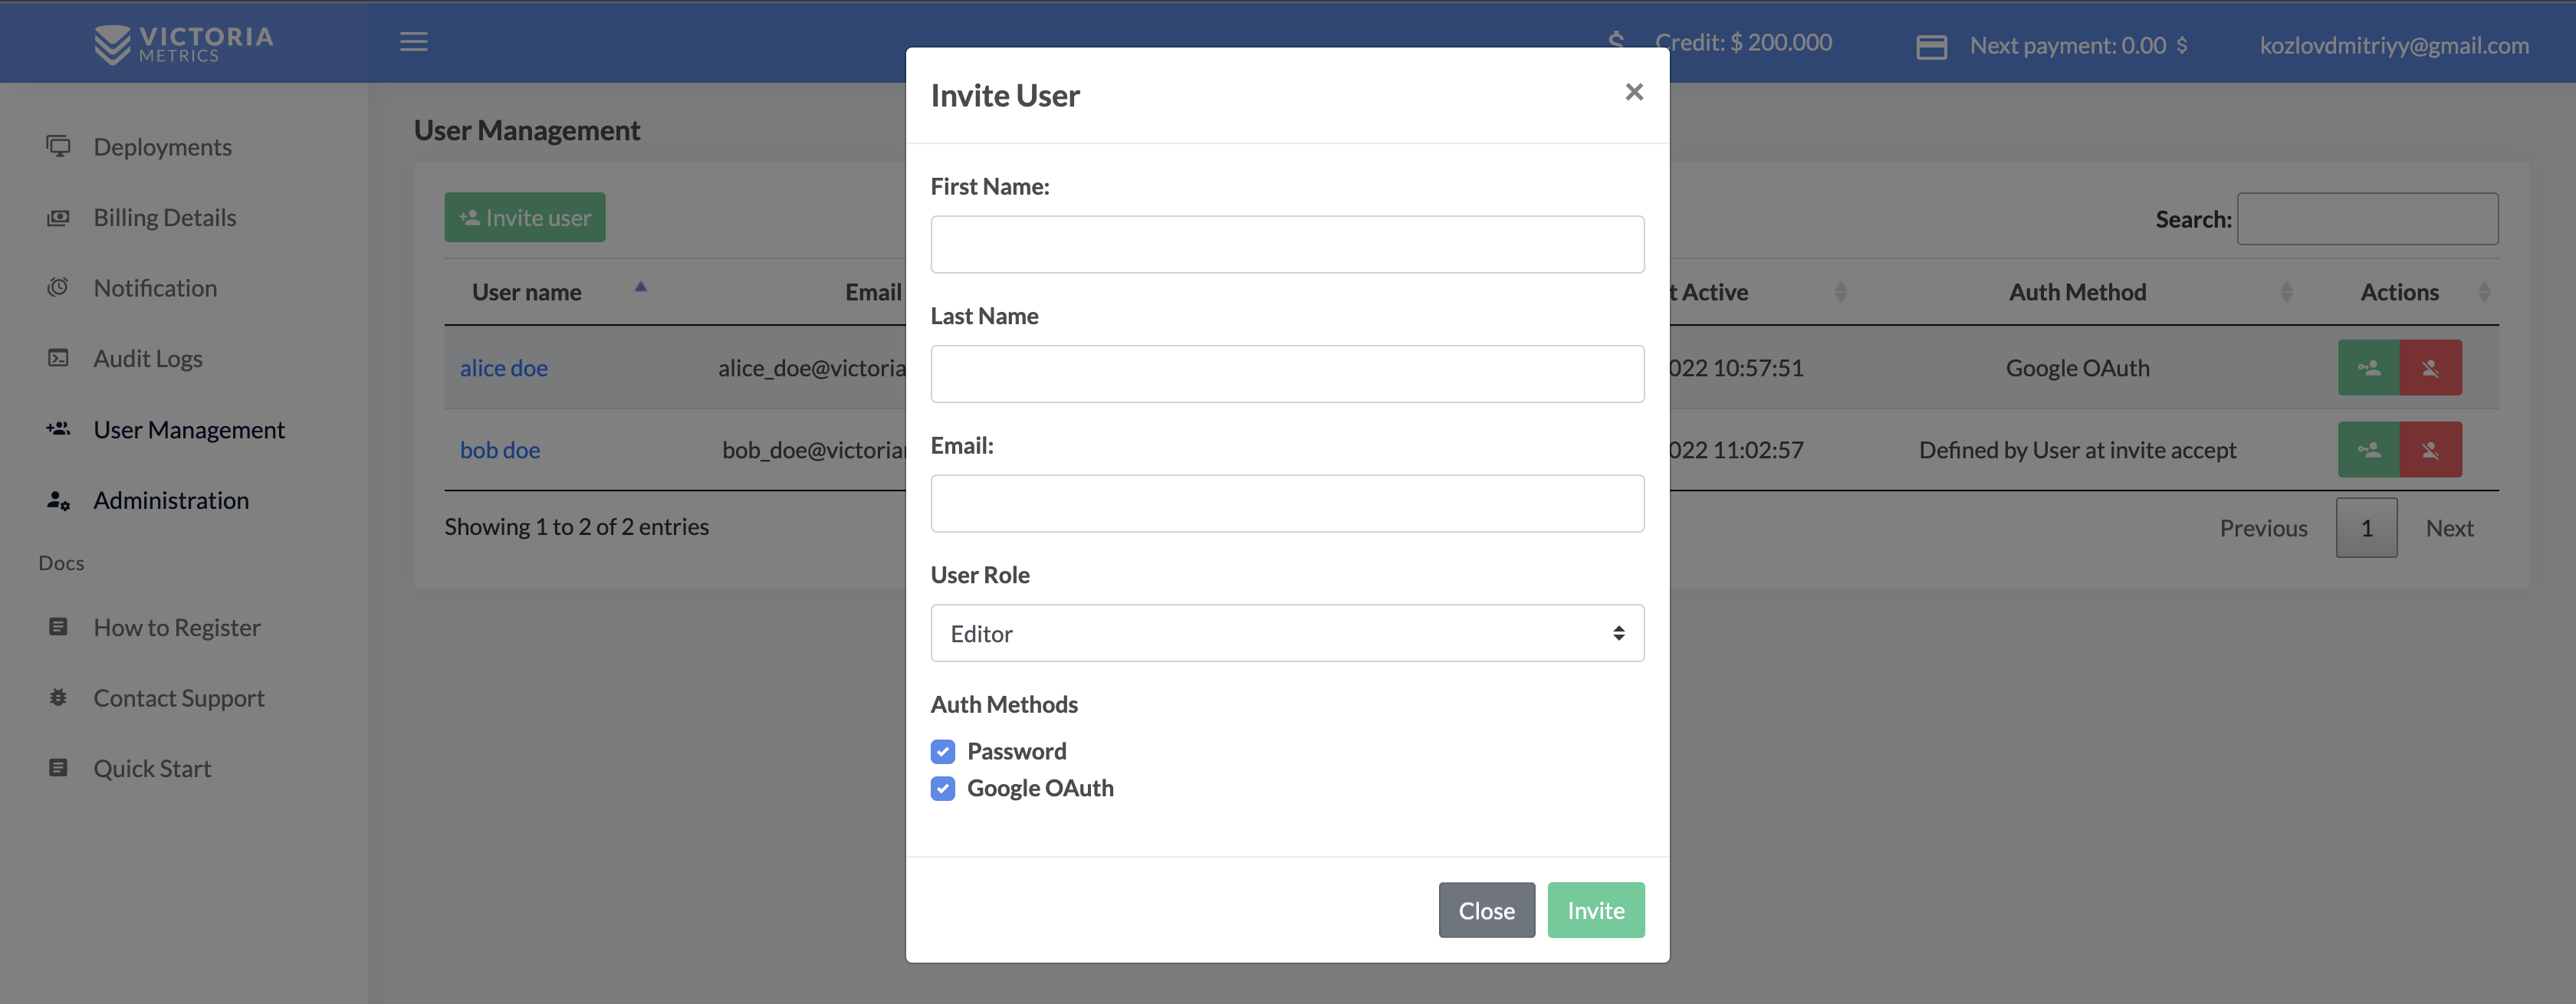 VICTORIA
METRICS
Credit: $ 200.000
Next payment: 0.00 $
kozlovdmitriyy@gmail.com
Deployments
Billing Details
Notification
Audit Logs
User Management
Administration
Docs
How to Register
Contact Support
Quick Start
User Management
Invite user
Search:
User name
Email
t Active
Auth Method
Actions
alice doe
alice_doe@victoria
022 10:57:51
Google OAuth
bob doe
bob_doe@victoria
022 11:02:57
Defined by User at invite accept
Showing 1 to 2 of 2 entries
Previous
1
Next
Invite User
×
First Name:
Last Name
Email:
User Role
Editor
Auth Methods
Password
Google OAuth
Close
Invite